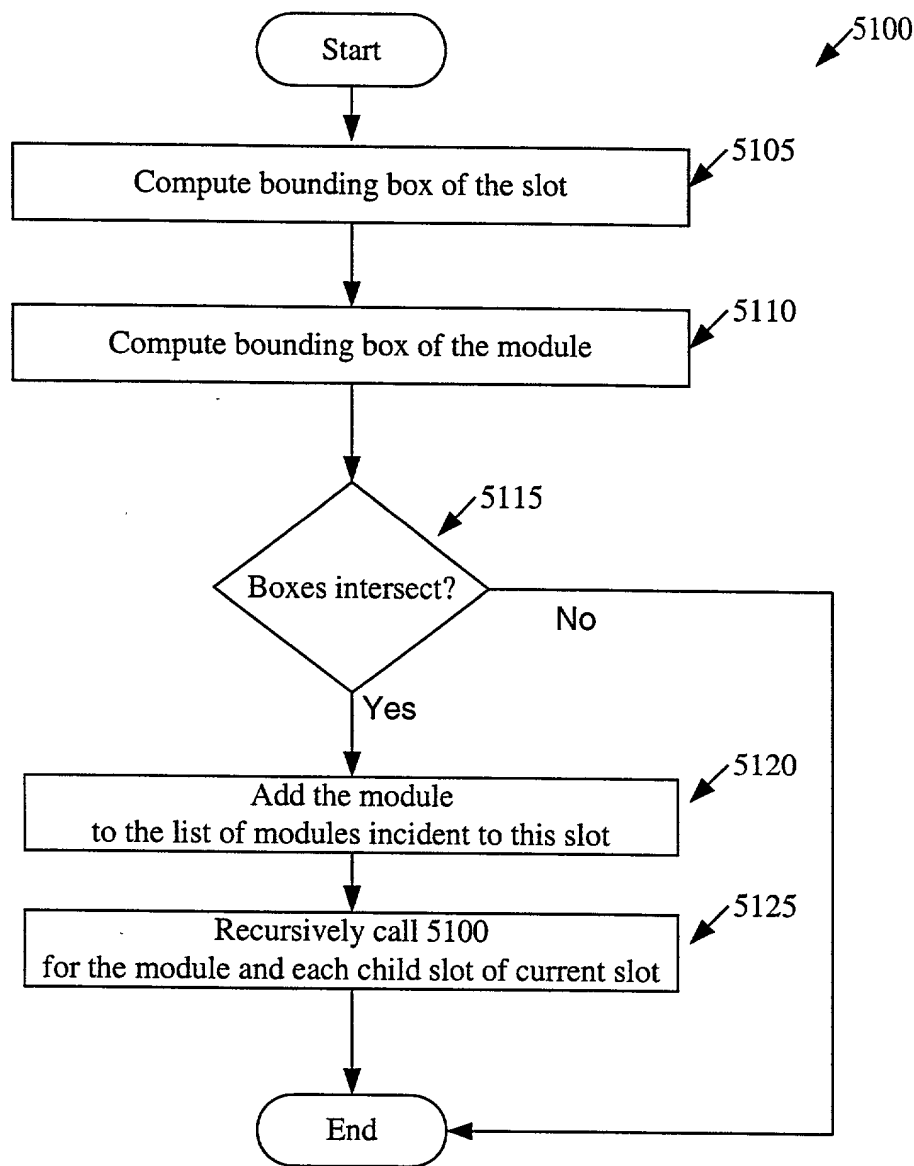 Start
5100
5105
Compute bounding box of the slot
5110
Compute bounding box of the module
5115
Boxes intersect?
No
Yes
5120
Add the module
to the list of modules incident to this slot
5125
Recursively call 5100
for the module and each child slot of current slot
End